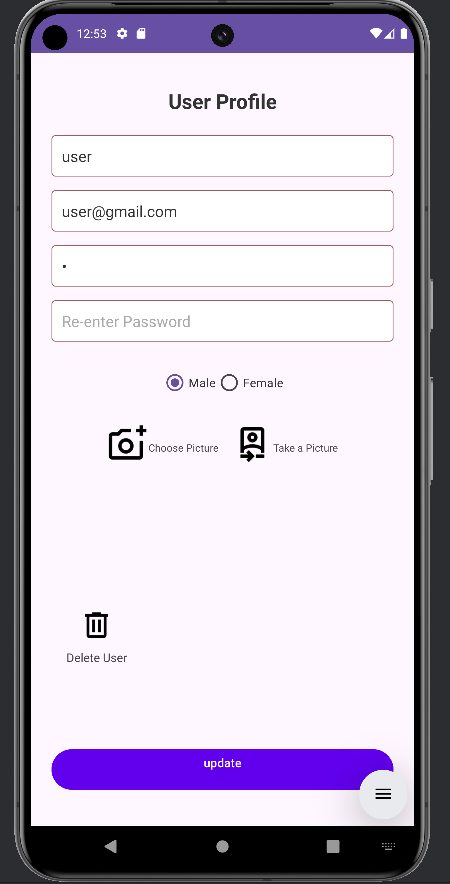 12:53
User Profile
user
user@gmail.com
•
Re-enter Password
Male Female
Choose Picture Take a Picture
Delete User
update